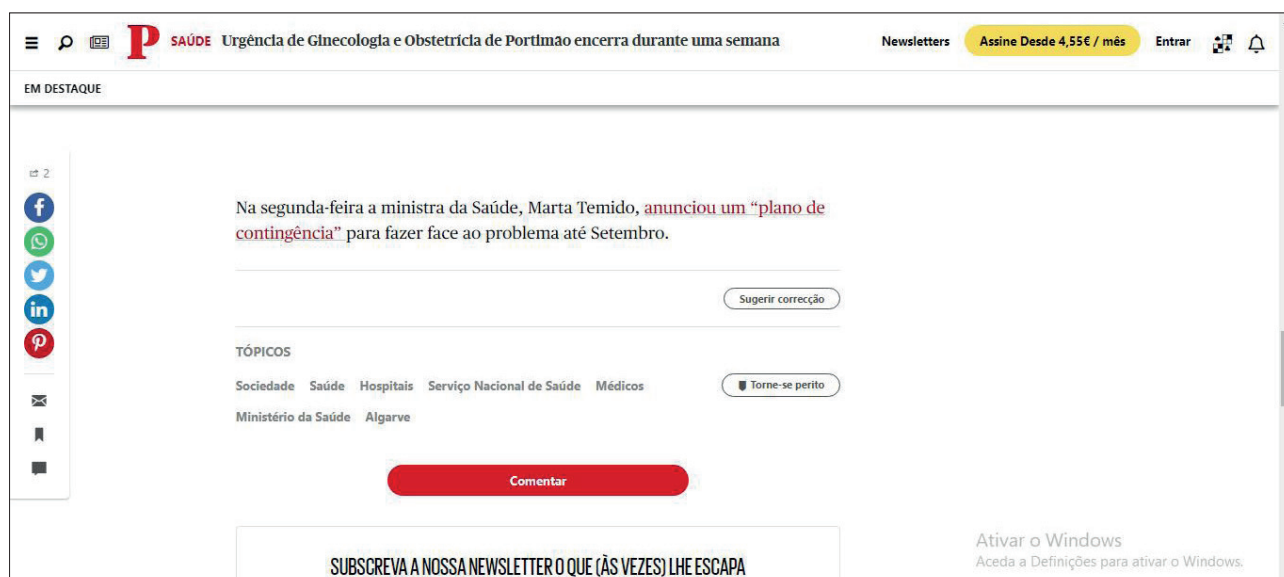 P SAÚDE Urgência de Ginecologia e Obstetrícia de Portimão encerra durante uma semana Newsletters Assine Desde 4,55€ / mês Entrar
EM DESTAQUE
2
Na segunda-feira a ministra da Saúde, Marta Temido, anunciou um “plano de
contingência” para fazer face ao problema até Setembro.
Sugerir correcção
TÓPICOS
Sociedade Saúde Hospitais Serviço Nacional de Saúde Médicos Torne-se perito
Ministério da Saúde Algarve
Comentar
SUBSCREVA A NOSSA NEWSLETTER O QUE (ÀS VEZES) LHE ESCAPA
Ativar o Windows
Aceda a Definições para ativar o Windows.